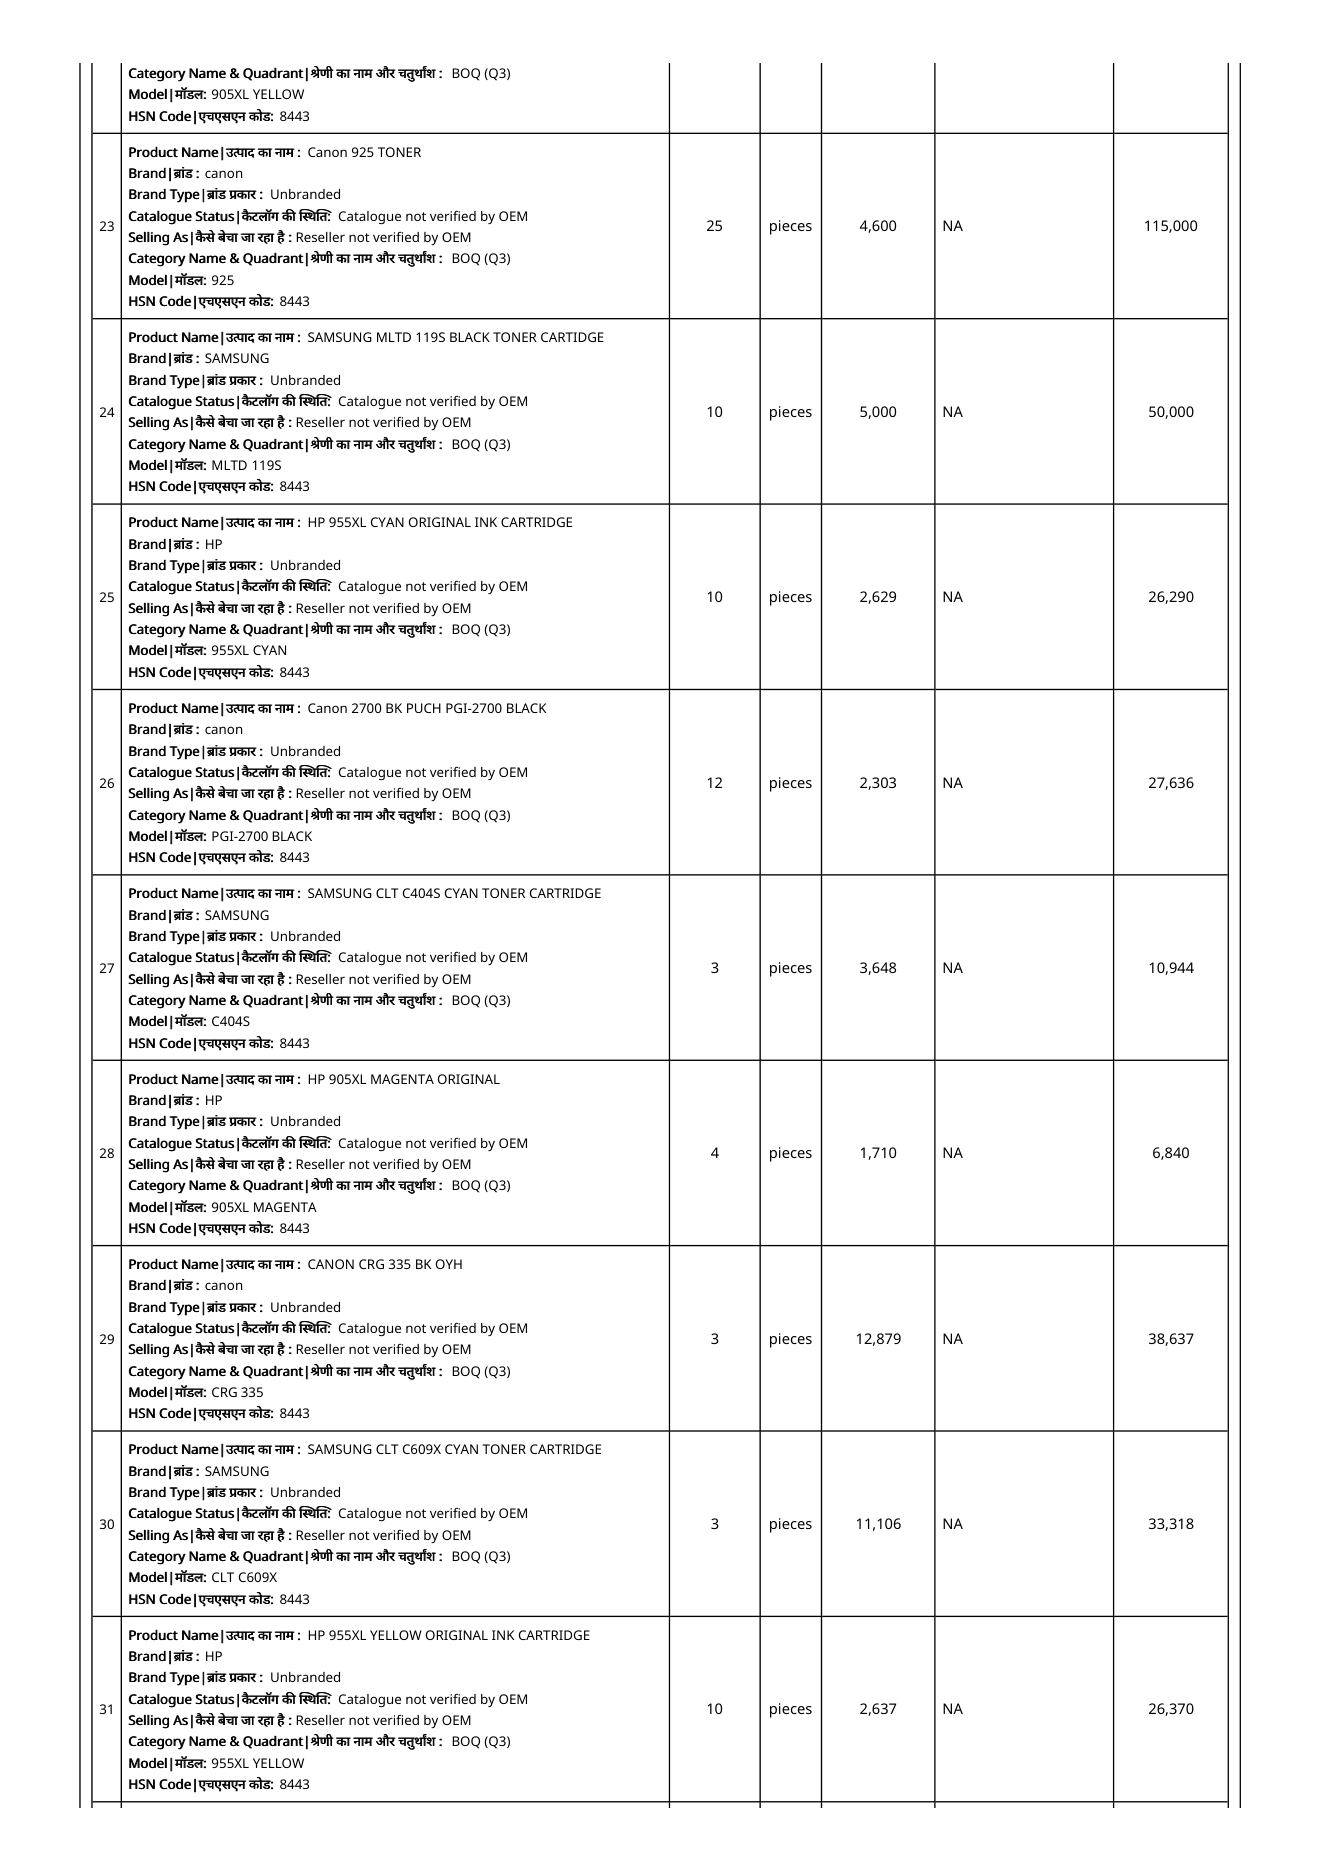 Category Name & Quadrant|श्रेणी का नाम और चतुर्थांश : BOQ (Q3)
Model|मॉडल: 905XL YELLOW
HSN Code|एचएसएन कोड: 8443
Product Name|उत्पाद का नाम : Canon 925 TONER
Brand|ब्रांड : canon
Brand Type|ब्रांड प्रकार : Unbranded
Catalogue Status|कैटलॉग की स्थिति: Catalogue not verified by OEM
Selling As|कैसे बेचा जा रहा है : Reseller not verified by OEM
Category Name & Quadrant|श्रेणी का नाम और चतुर्थांश : BOQ (Q3)
Model|मॉडल: 925
HSN Code|एचएसएन कोड: 8443
23 25 pieces 4,600 NA 115,000
Product Name|उत्पाद का नाम : SAMSUNG MLTD 119S BLACK TONER CARTIDGE
Brand|ब्रांड : SAMSUNG
Brand Type|ब्रांड प्रकार : Unbranded
Catalogue Status|कैटलॉग की स्थिति: Catalogue not verified by OEM
Selling As|कैसे बेचा जा रहा है : Reseller not verified by OEM
Category Name & Quadrant|श्रेणी का नाम और चतुर्थांश : BOQ (Q3)
Model|मॉडल: MLTD 119S
HSN Code|एचएसएन कोड: 8443
24 10 pieces 5,000 NA 50,000
Product Name|उत्पाद का नाम : HP 955XL CYAN ORIGINAL INK CARTRIDGE
Brand|ब्रांड : HP
Brand Type|ब्रांड प्रकार : Unbranded
Catalogue Status|कैटलॉग की स्थिति: Catalogue not verified by OEM
Selling As|कैसे बेचा जा रहा है : Reseller not verified by OEM
Category Name & Quadrant|श्रेणी का नाम और चतुर्थांश : BOQ (Q3)
Model|मॉडल: 955XL CYAN
HSN Code|एचएसएन कोड: 8443
25 10 pieces 2,629 NA 26,290
Product Name|उत्पाद का नाम : Canon 2700 BK PUCH PGI-2700 BLACK
Brand|ब्रांड : canon
Brand Type|ब्रांड प्रकार : Unbranded
Catalogue Status|कैटलॉग की स्थिति: Catalogue not verified by OEM
Selling As|कैसे बेचा जा रहा है : Reseller not verified by OEM
Category Name & Quadrant|श्रेणी का नाम और चतुर्थांश : BOQ (Q3)
Model|मॉडल: PGI-2700 BLACK
HSN Code|एचएसएन कोड: 8443
26 12 pieces 2,303 NA 27,636
Product Name|उत्पाद का नाम : SAMSUNG CLT C404S CYAN TONER CARTRIDGE
Brand|ब्रांड : SAMSUNG
Brand Type|ब्रांड प्रकार : Unbranded
Catalogue Status|कैटलॉग की स्थिति: Catalogue not verified by OEM
Selling As|कैसे बेचा जा रहा है : Reseller not verified by OEM
Category Name & Quadrant|श्रेणी का नाम और चतुर्थांश : BOQ (Q3)
Model|मॉडल: C404S
HSN Code|एचएसएन कोड: 8443
27 3 pieces 3,648 NA 10,944
Product Name|उत्पाद का नाम : HP 905XL MAGENTA ORIGINAL
Brand|ब्रांड : HP
Brand Type|ब्रांड प्रकार : Unbranded
Catalogue Status|कैटलॉग की स्थिति: Catalogue not verified by OEM
Selling As|कैसे बेचा जा रहा है : Reseller not verified by OEM
Category Name & Quadrant|श्रेणी का नाम और चतुर्थांश : BOQ (Q3)
Model|मॉडल: 905XL MAGENTA
HSN Code|एचएसएन कोड: 8443
28 4 pieces 1,710 NA 6,840
Product Name|उत्पाद का नाम : CANON CRG 335 BK OYH
Brand|ब्रांड : canon
Brand Type|ब्रांड प्रकार : Unbranded
Catalogue Status|कैटलॉग की स्थिति: Catalogue not verified by OEM
Selling As|कैसे बेचा जा रहा है : Reseller not verified by OEM
Category Name & Quadrant|श्रेणी का नाम और चतुर्थांश : BOQ (Q3)
Model|मॉडल: CRG 335
HSN Code|एचएसएन कोड: 8443
29 3 pieces 12,879 NA 38,637
Product Name|उत्पाद का नाम : SAMSUNG CLT C609X CYAN TONER CARTRIDGE
Brand|ब्रांड : SAMSUNG
Brand Type|ब्रांड प्रकार : Unbranded
Catalogue Status|कैटलॉग की स्थिति: Catalogue not verified by OEM
Selling As|कैसे बेचा जा रहा है : Reseller not verified by OEM
Category Name & Quadrant|श्रेणी का नाम और चतुर्थांश : BOQ (Q3)
Model|मॉडल: CLT C609X
HSN Code|एचएसएन कोड: 8443
30 3 pieces 11,106 NA 33,318
Product Name|उत्पाद का नाम : HP 955XL YELLOW ORIGINAL INK CARTRIDGE
Brand|ब्रांड : HP
Brand Type|ब्रांड प्रकार : Unbranded
Catalogue Status|कैटलॉग की स्थिति: Catalogue not verified by OEM
Selling As|कैसे बेचा जा रहा है : Reseller not verified by OEM
Category Name & Quadrant|श्रेणी का नाम और चतुर्थांश : BOQ (Q3)
Model|मॉडल: 955XL YELLOW
HSN Code|एचएसएन कोड: 8443
31 10 pieces 2,637 NA 26,370